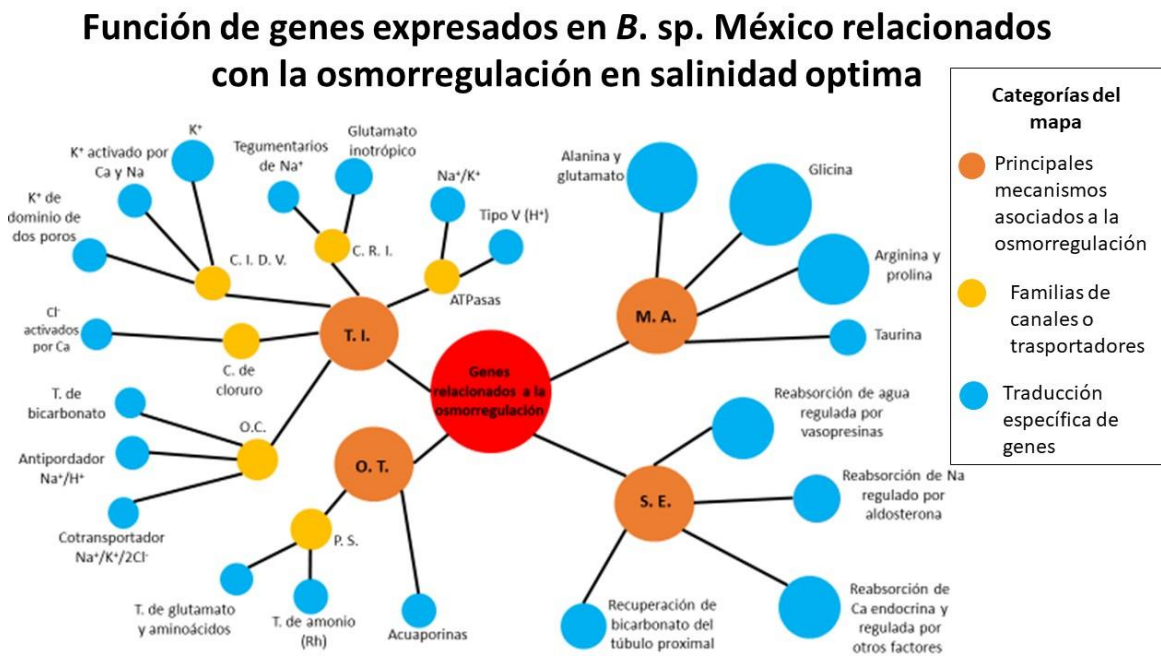 Función de genes expresados en B. sp. México relacionados
con la osmorregulación en salinidad optima
Categorías del
mapa
Principales
mecanismos
asociados a la
osmorregulación
Familias de
canales o
trasportadores
Traducción
específica de
genes
K⁺
K⁺ activado por
Ca y Na
K⁺ de
dominio de
dos poros
C. I. D. V.
Tegumentarios
de Na⁺
Glutamato
inotrópico
C. R. I.
Na⁺/K⁺
Tipo V (H⁺)
ATPasas
Cl⁻
activados
por Ca
C. de
cloruro
T. I.
T. de
bicarbonato
O.C.
Antipordador
Na⁺/H⁺
Cotransportador
Na⁺/K⁺/2Cl⁻
Genes
relacionados a la
osmorregulación
O. T.
P. S.
T. de glutamato
y aminoácidos
T. de amonio
(Rh)
Acuaporinas
Alanina y
glutamato
Glicina
Arginina y
prolina
Taurina
M. A.
S. E.
Reabsorción de agua
regulada por
vasopresinas
Reabsorción de Na
regulado por
aldosterona
Reabsorción de
Ca endocrina y
regulada por
otros factores
Recuperación de
bicarbonato del
túbulo proximal